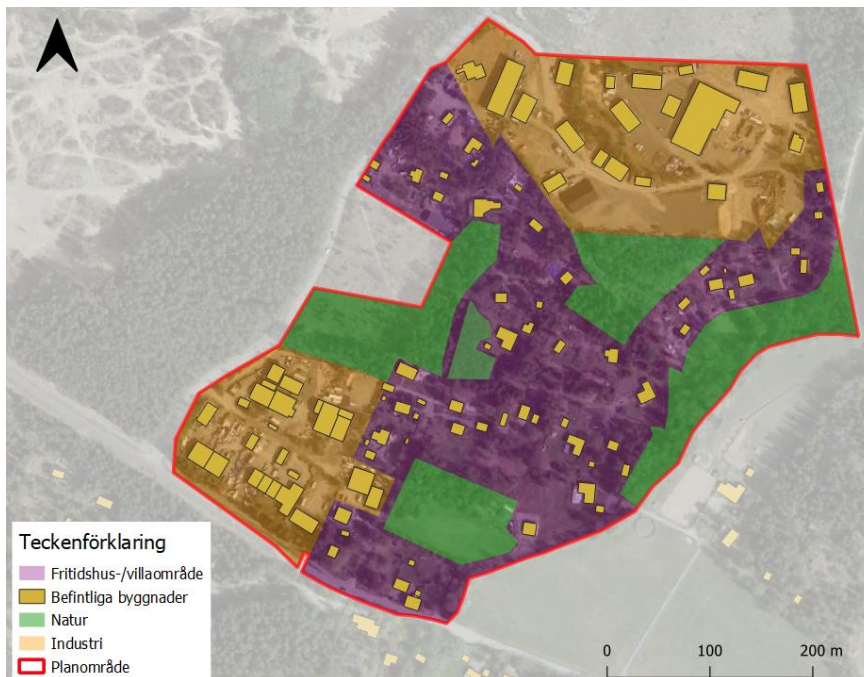 Teckenförklaring
Fritidshus-/villaområde
Befintliga byggnader
Natur
Industri
Planområde
0 100 200 m